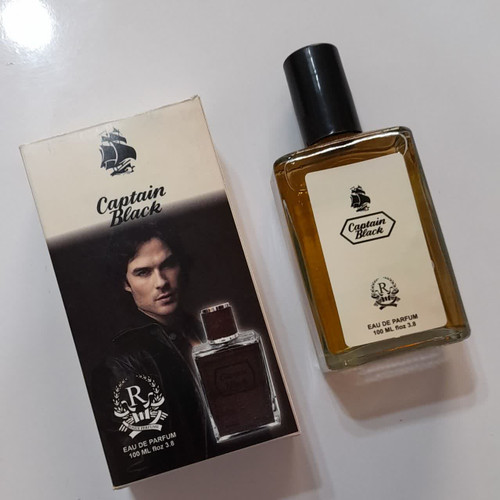 Captain
Black
R
EAU DE PARFUM
100 ML floz 3.8
Captain
Black
R
EAU DE PARFUM
100 ML floz 3.8